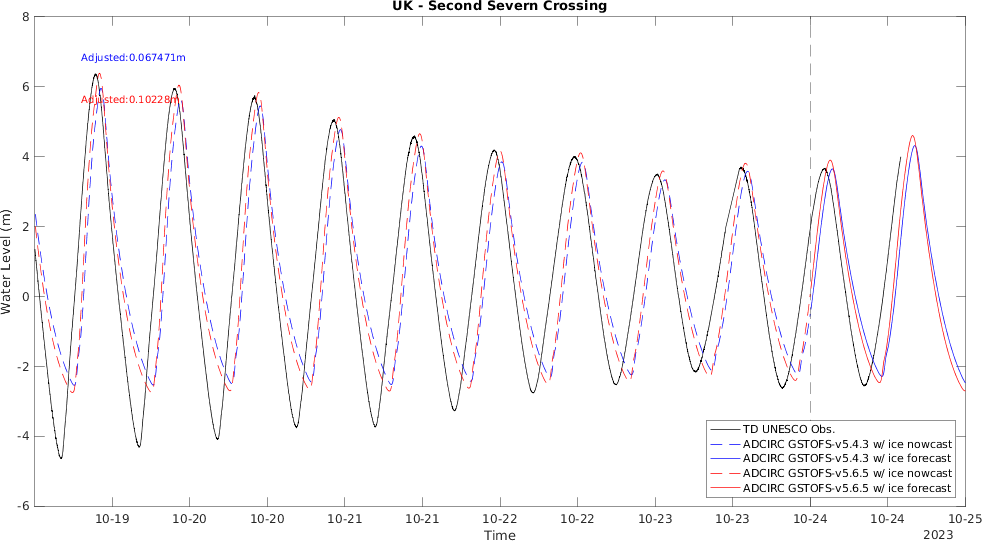 UK - Second Severn Crossing
8
6
4
2
0
-2
-4
-6
Water Level (m)
Adjusted:0.067471m
Adjusted:0.10228m
TD UNESCO Obs.
ADCIRC GSTOFS-v5.4.3 w/ ice nowcast
ADCIRC GSTOFS-v5.4.3 w/ ice forecast
ADCIRC GSTOFS-v5.6.5 w/ ice nowcast
ADCIRC GSTOFS-v5.6.5 w/ ice forecast
10-19 10-20 10-20 10-21 10-21 10-22 10-22 10-23 10-23 10-24 10-24 10-25
Time
2023